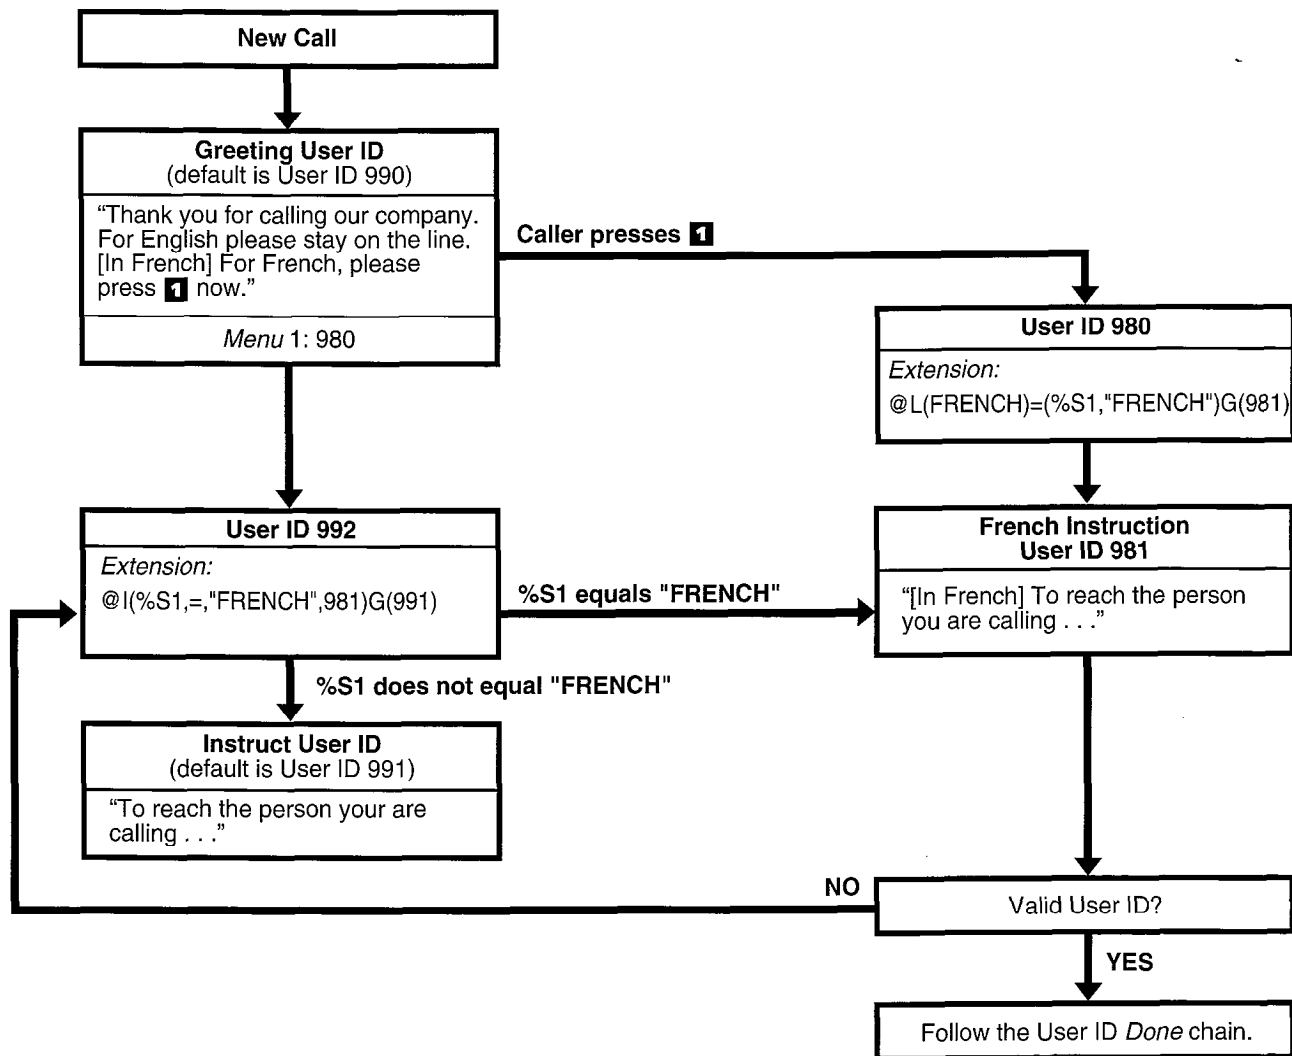 New Call
Greeting User ID
(default is User ID 990)
“Thank you for calling our company.
For English please stay on the line.
[In French] For French, please
press 1 now.”
Menu 1: 980
Caller presses 1
User ID 980
Extension:
@L(FRENCH)=(%S1,"FRENCH")G(981)
User ID 992
Extension:
@I(%S1,=,"FRENCH",981)G(991)
%S1 equals "FRENCH"
French Instruction
User ID 981
“[In French] To reach the person
you are calling . . .”
%S1 does not equal "FRENCH"
Instruct User ID
(default is User ID 991)
“To reach the person your are
calling . . .”
NO
Valid User ID?
YES
Follow the User ID Done chain.